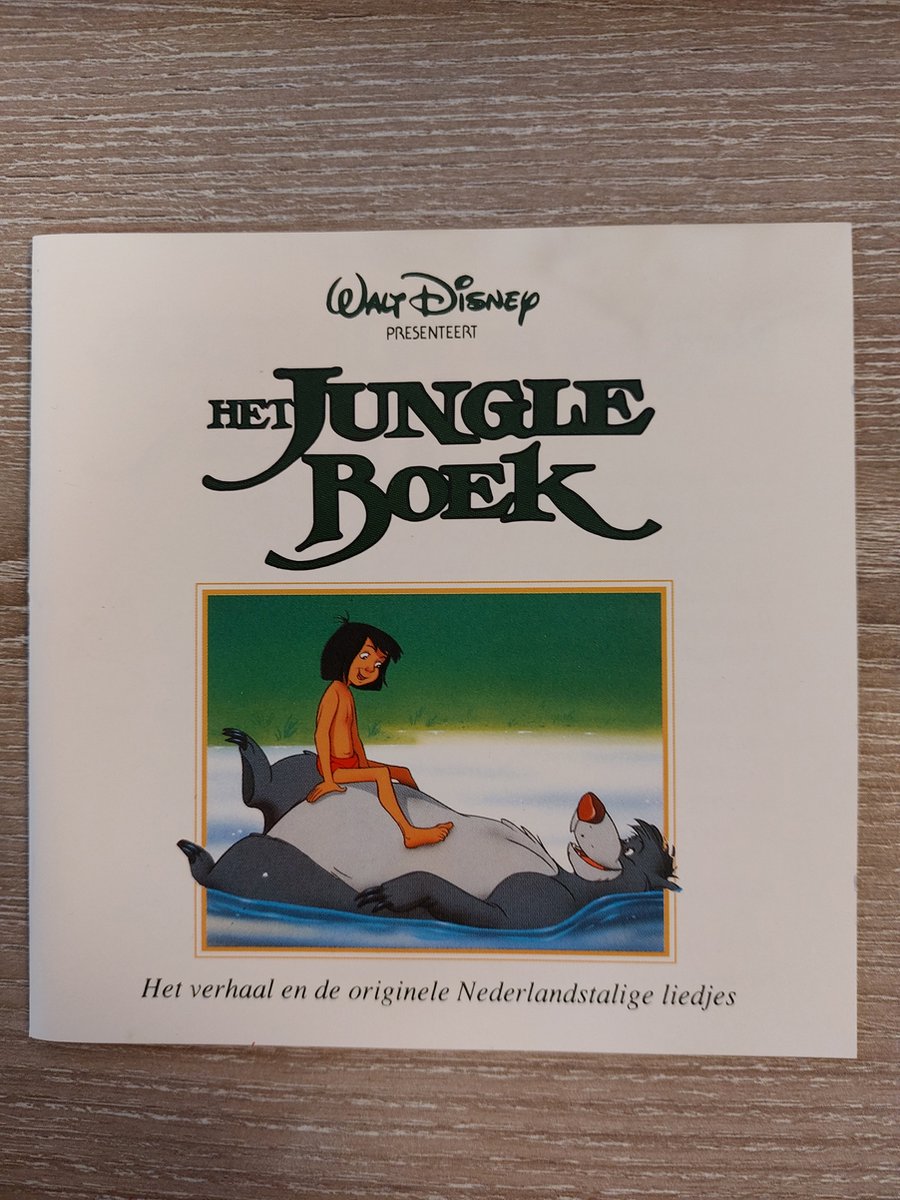 WALT DISNEY
PRESENTEERT
HET JUNGLE
BOEK
Het verhaal en de originele Nederlandstalige liedjes